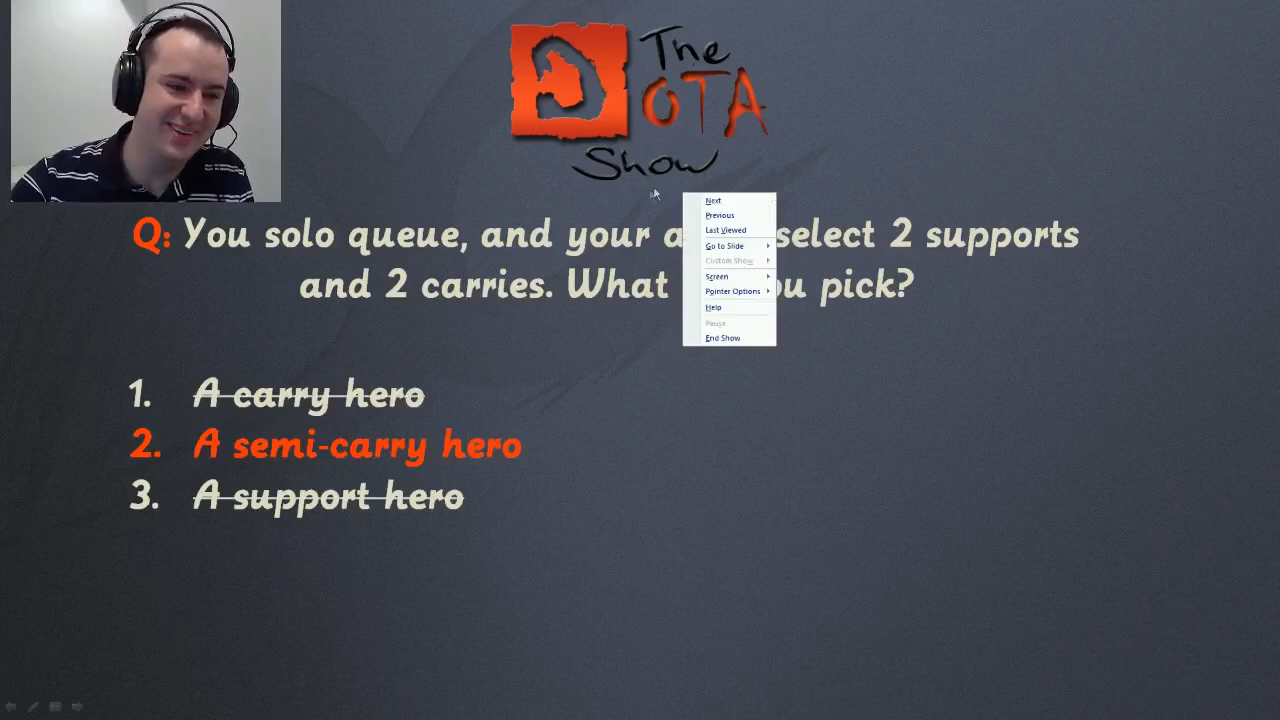 The
DOTA
Show
Next
Previous
Last Viewed
Go to Slide
Custom Show
Screen
Pointer Options
Help
Pause
End Show
Q: You solo queue, and your a select 2 supports
and 2 carries. What u pick?
1. A carry hero
2. A semi-carry hero
3. A support hero